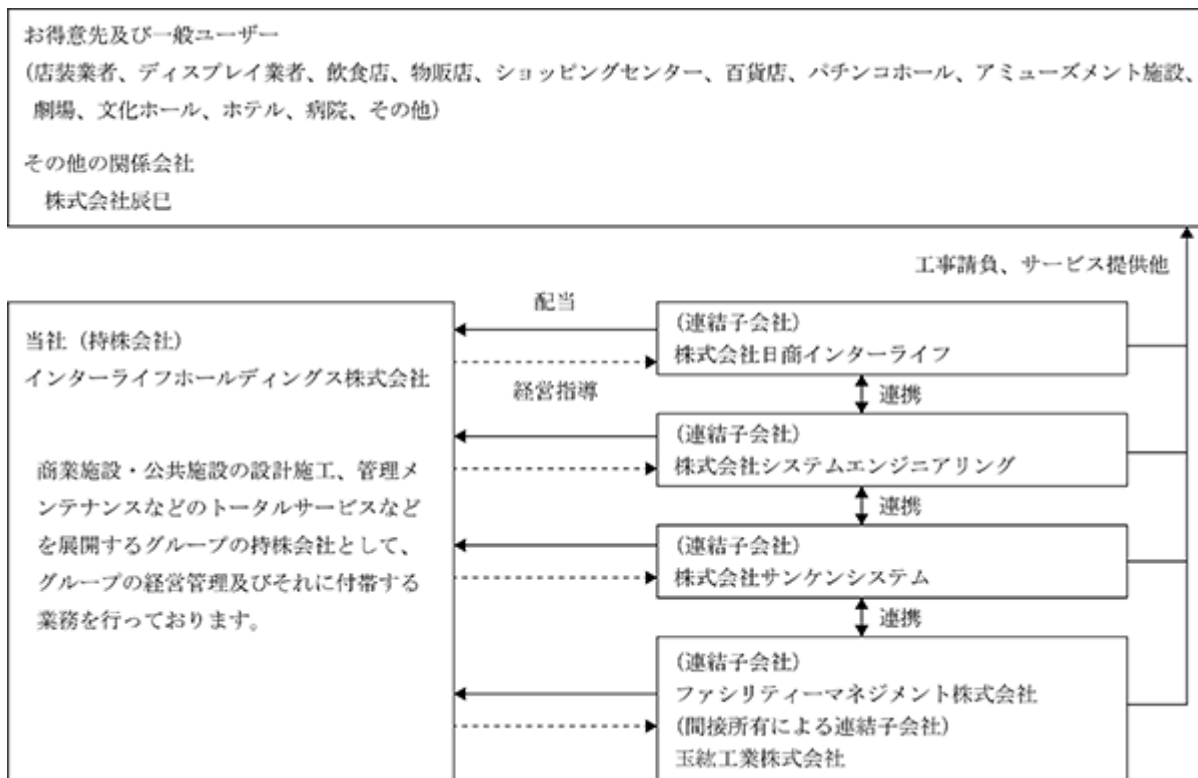 お得意先及び一般ユーザー
(店装業者、ディスプレイ業者、飲食店、物販店、ショッピングセンター、百貨店、パチンコホール、アミューズメント施設、
劇場、文化ホール、ホテル、病院、その他)
その他の関係会社
株式会社辰巳
工事請負、サービス提供他
当社（持株会社）
インターライフホールディングス株式会社
商業施設・公共施設の設計施工、管理メ
ンテナンスなどのトータルサービスなど
を展開するグループの持株会社として、
グループの経営管理及びそれに付帯する
業務を行っております。
配当
経営指導
(連結子会社)
株式会社日商インターライフ
連携
(連結子会社)
株式会社システムエンジニアリング
連携
(連結子会社)
株式会社サンケンシステム
連携
(連結子会社)
ファシリティーマネジメント株式会社
(間接所有による連結子会社)
玉紘工業株式会社